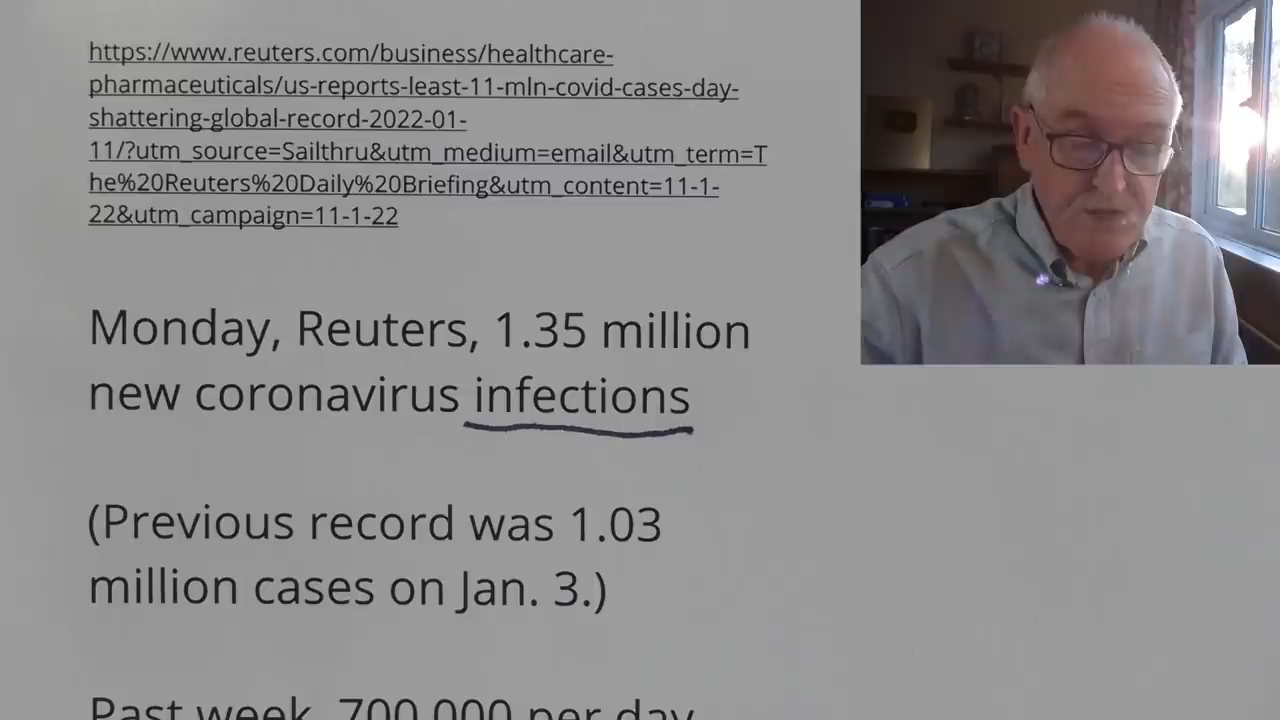 https://www.reuters.com/business/healthcare-
pharmaceuticals/us-reports-least-11-mln-covid-cases-day-
shattering-global-record-2022-01-
11/?utm_source=Sailthru&utm_medium=email&utm_term=T
he%20Reuters%20Daily%20Briefing&utm_content=11-1-
22&utm_campaign=11-1-22
Monday, Reuters, 1.35 million
new coronavirus infections
(Previous record was 1.03
million cases on Jan. 3.)
Past week, 700,000 per day